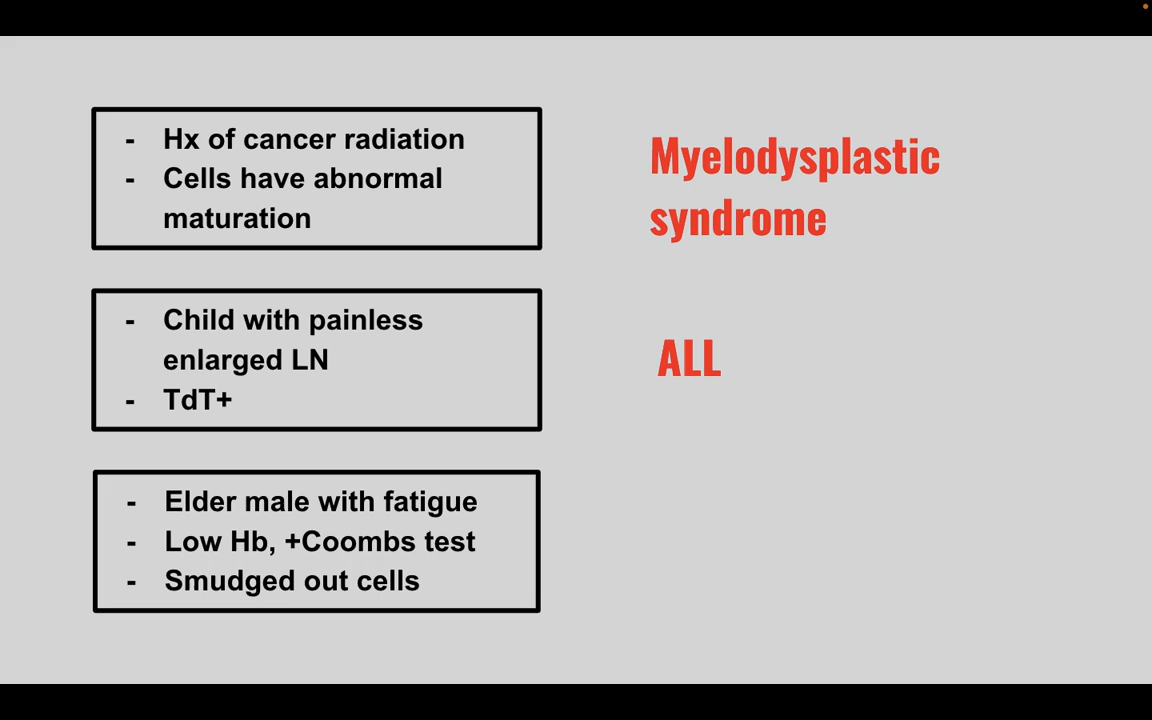 - Hx of cancer radiation
- Cells have abnormal
maturation
Myelodysplastic
syndrome
- Child with painless
enlarged LN
- TdT+
ALL
- Elder male with fatigue
- Low Hb, +Coombs test
- Smudged out cells